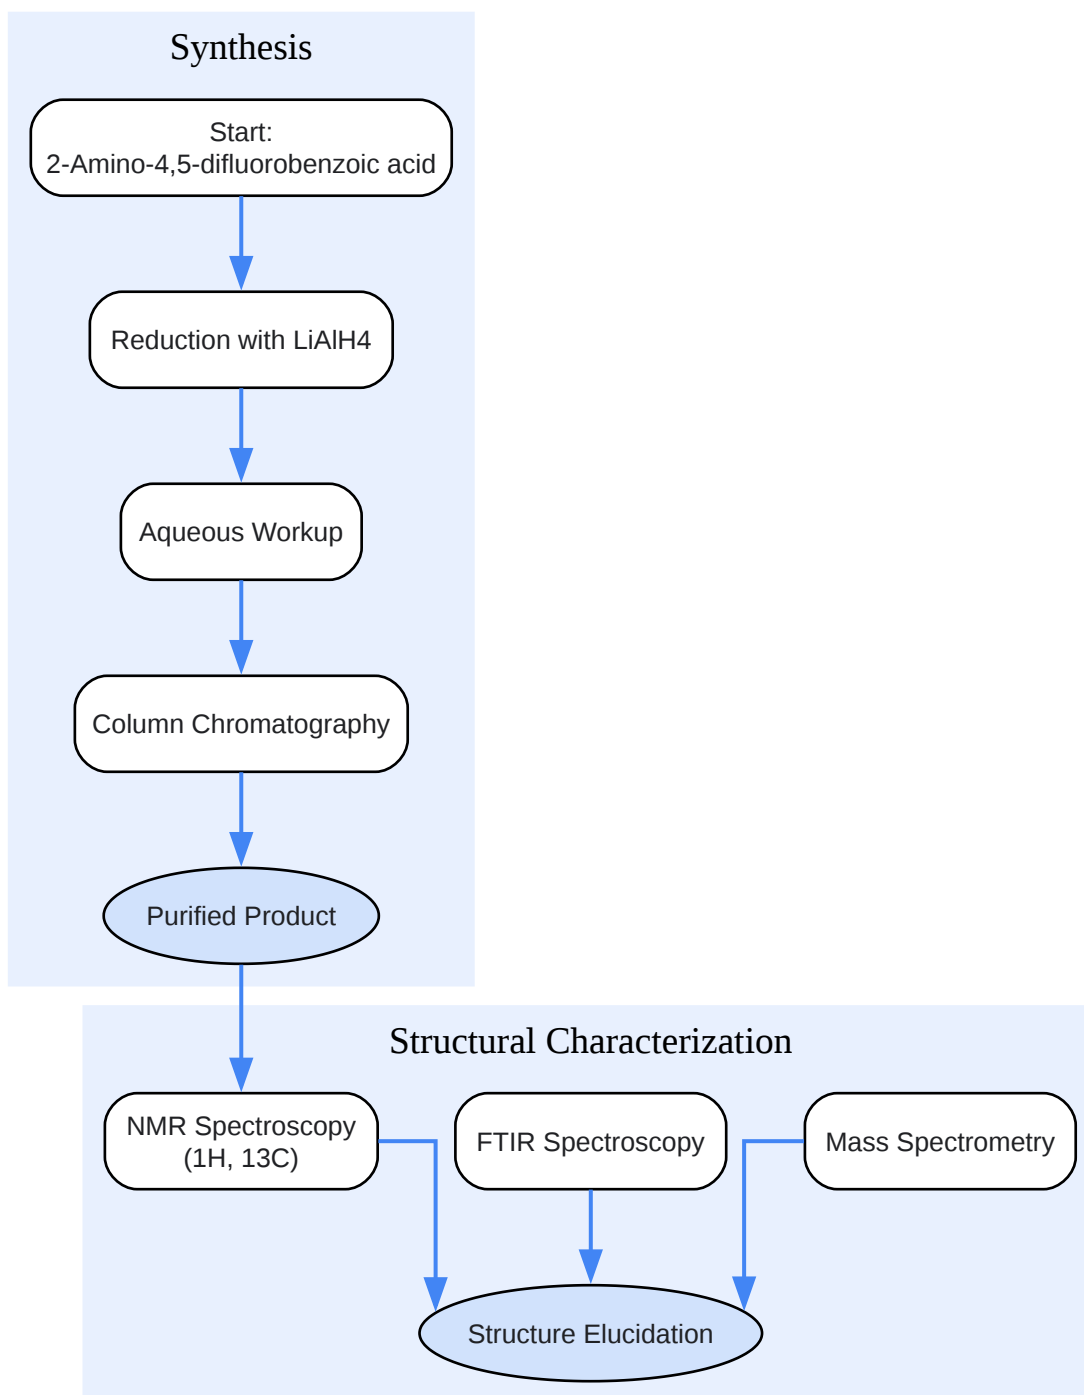 Synthesis
Start:
2-Amino-4,5-difluorobenzoic acid
Reduction with LiAlH4
Aqueous Workup
Column Chromatography
Purified Product
Structural Characterization
NMR Spectroscopy
(1H, 13C)
FTIR Spectroscopy
Mass Spectrometry
Structure Elucidation